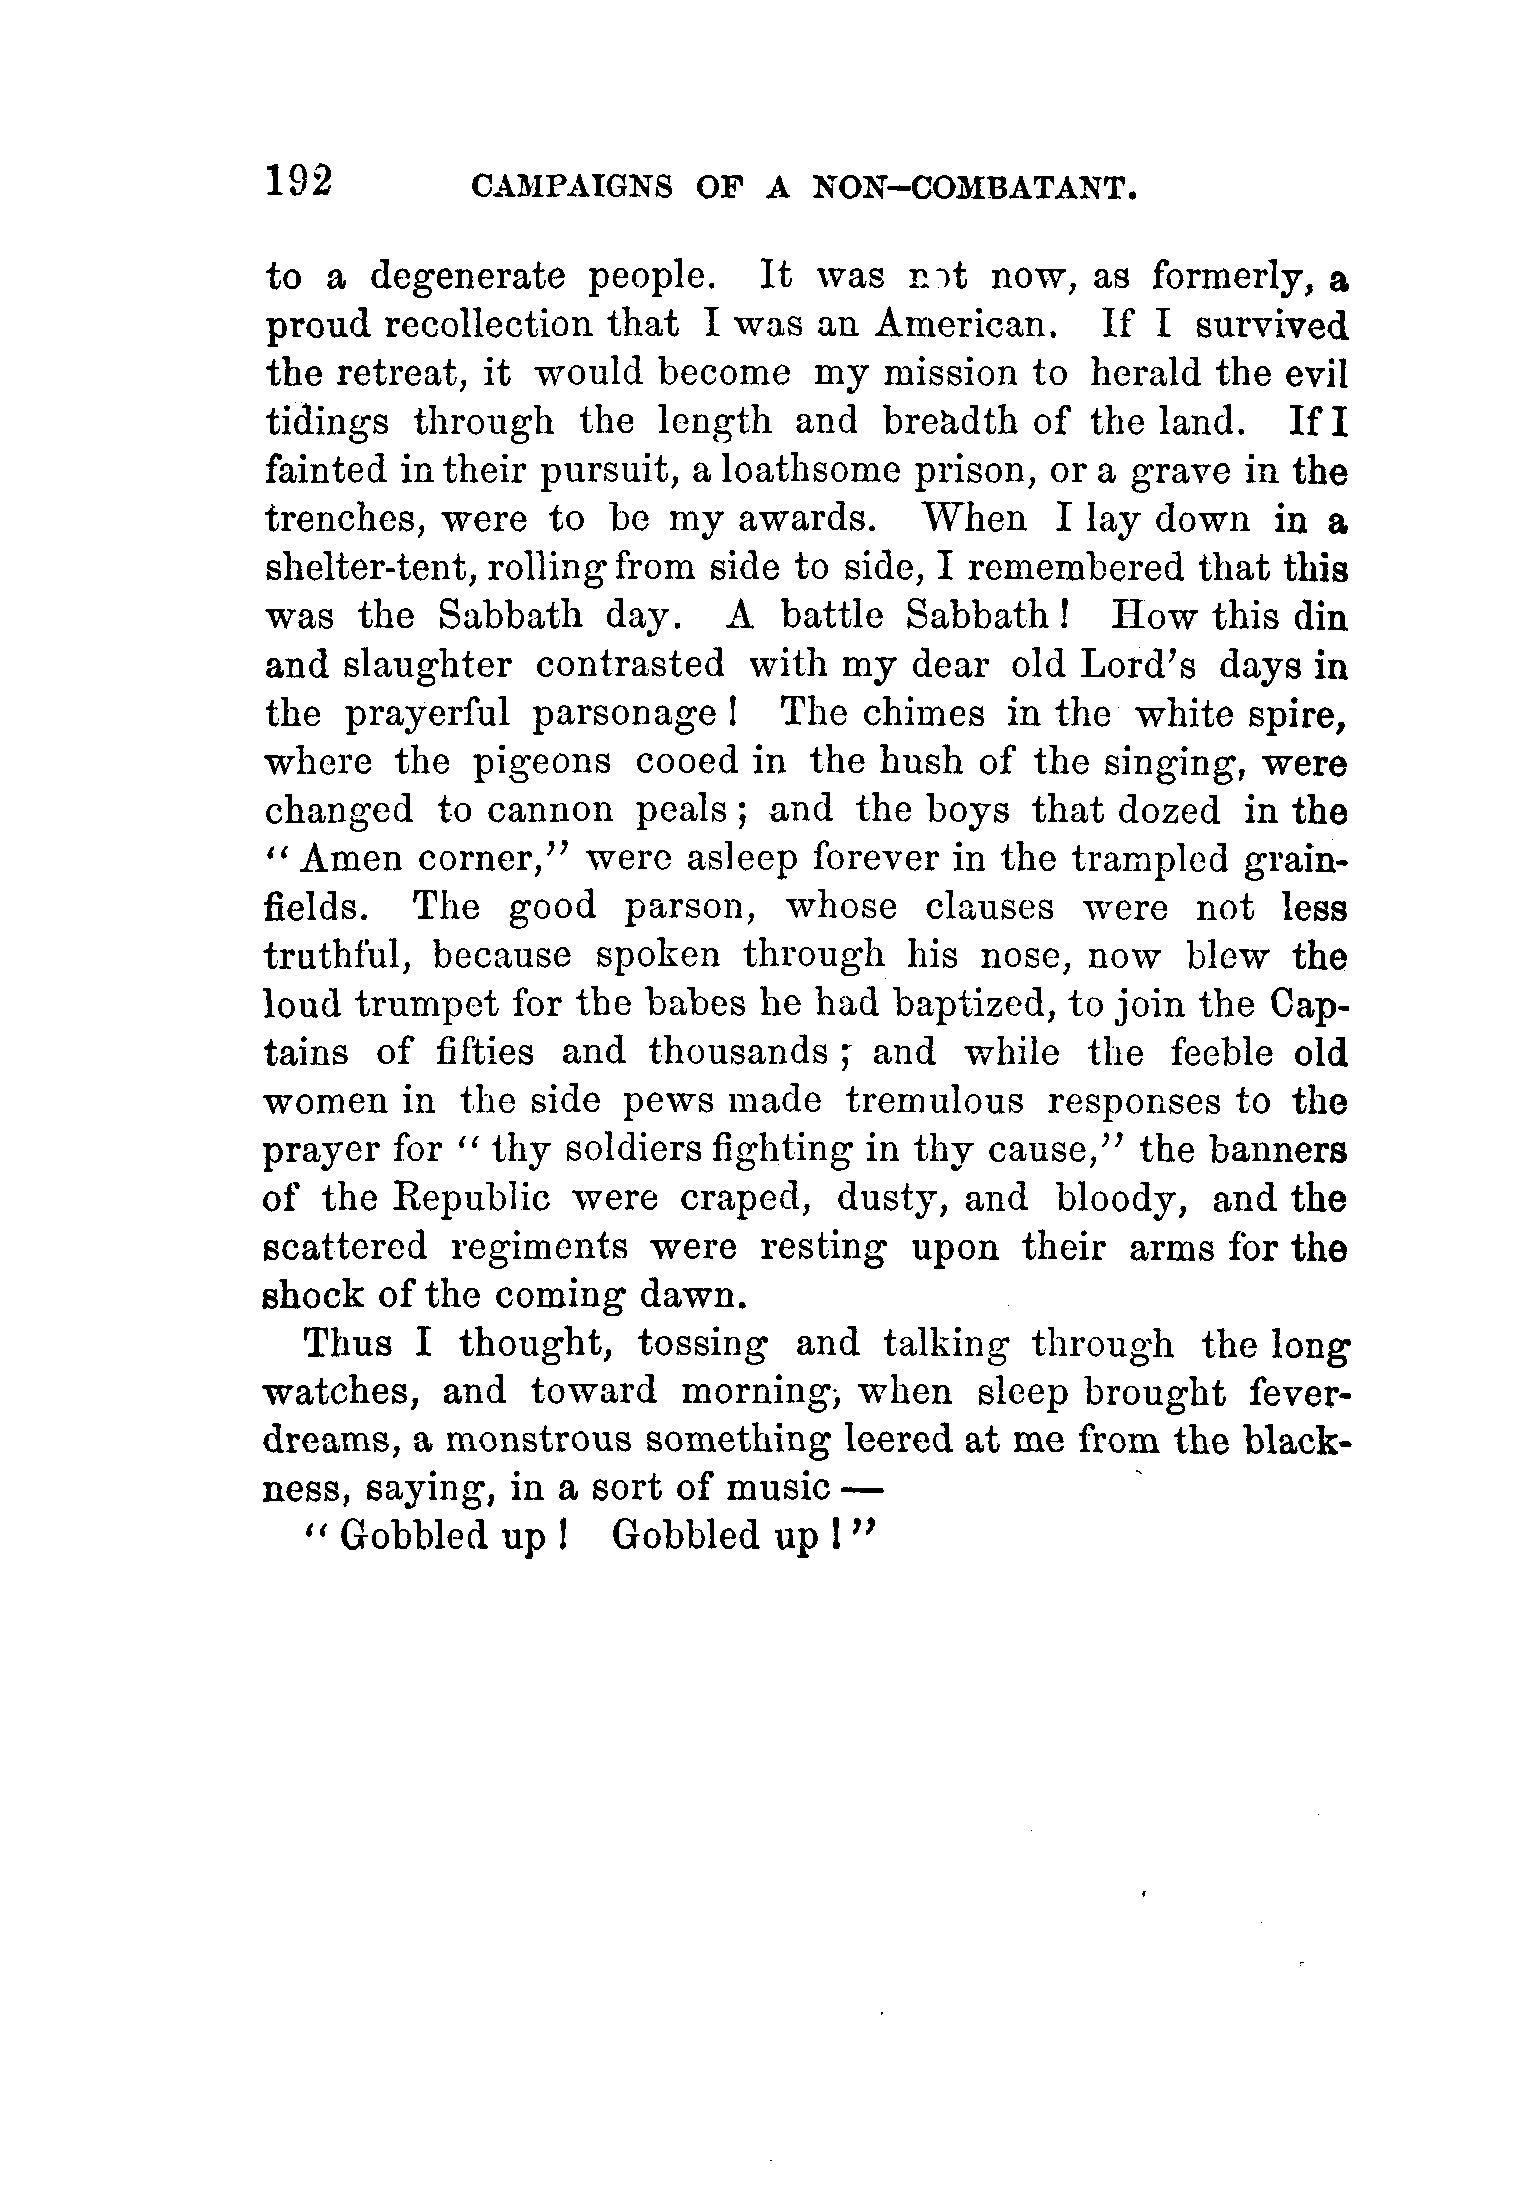 192 CAMPAIGNS OF A NON-COMBATANT.
to a degenerate people. It was not now, as formerly, a
proud recollection that I was an American. If I survived
the retreat, it would become my mission to herald the evil
tidings through the length and breadth of the land. If I
fainted in their pursuit, a loathsome prison, or a grave in the
trenches, were to be my awards. When I lay down in a
shelter-tent, rolling from side to side, I remembered that this
was the Sabbath day. A battle Sabbath! How this din
and slaughter contrasted with my dear old Lord's days in
the prayerful parsonage! The chimes in the white spire,
where the pigeons cooed in the hush of the singing, were
changed to cannon peals; and the boys that dozed in the
"Amen corner," were asleep forever in the trampled grain-
fields. The good parson, whose clauses were not less
truthful, because spoken through his nose, now blew the
loud trumpet for the babes he had baptized, to join the Cap-
tains of fifties and thousands; and while the feeble old
women in the side pews made tremulous responses to the
prayer for "thy soldiers fighting in thy cause," the banners
of the Republic were craped, dusty, and bloody, and the
scattered regiments were resting upon their arms for the
shock of the coming dawn.
Thus I thought, tossing and talking through the long
watches, and toward morning, when sleep brought fever-
dreams, a monstrous something leered at me from the black-
ness, saying, in a sort of music —
"Gobbled up! Gobbled up!"